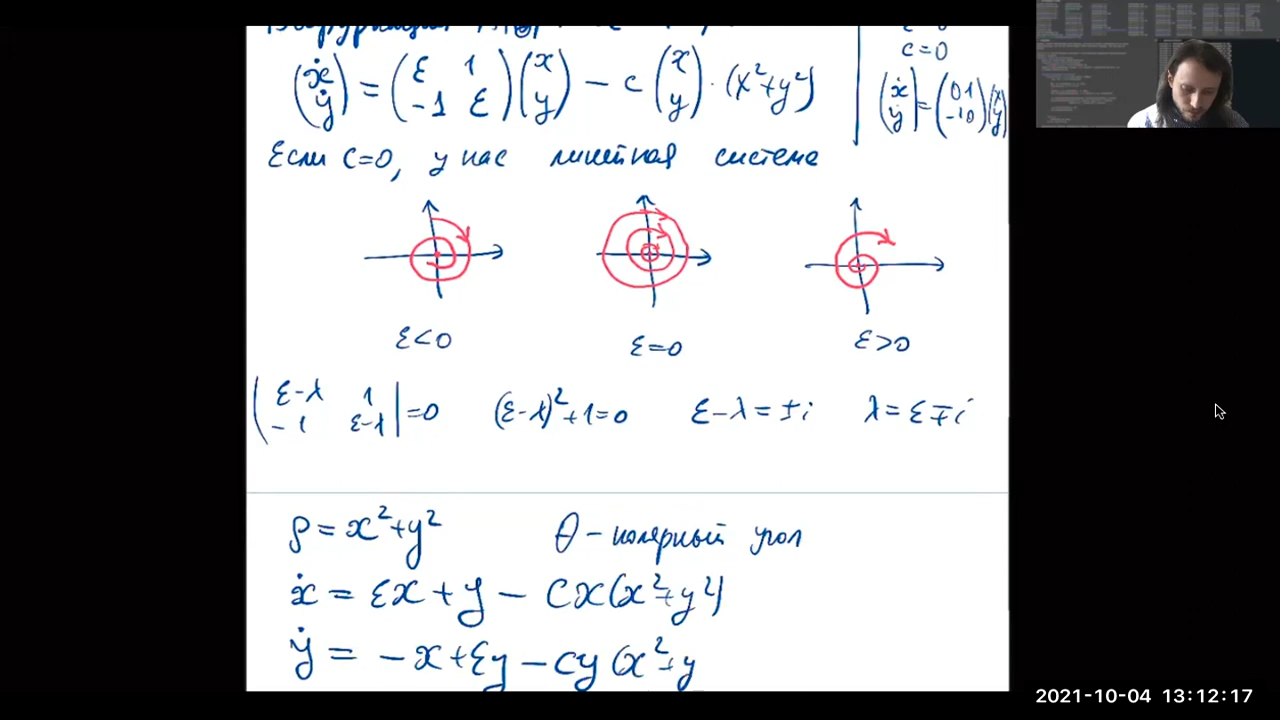 Бифуркация
c=0
(ẋ ẏ) = (ε 1 -1 ε)(x y) - c (x y) · (x²+y²)
(ẋ ẏ) = (0 1 -1 0)(x y)
Если c=0, у нас линейная система
ε<0 ε=0 ε>0
|ε-λ 1 -1 ε-λ| =0 (ε-λ)²+1=0 ε-λ=±i λ=ε∓i
ρ=x²+y² θ - полярный угол
ẋ = εx + y - cx(x²+y²)
ẏ = -x+εy - cy(x²+y
2021-10-04 13:12:17